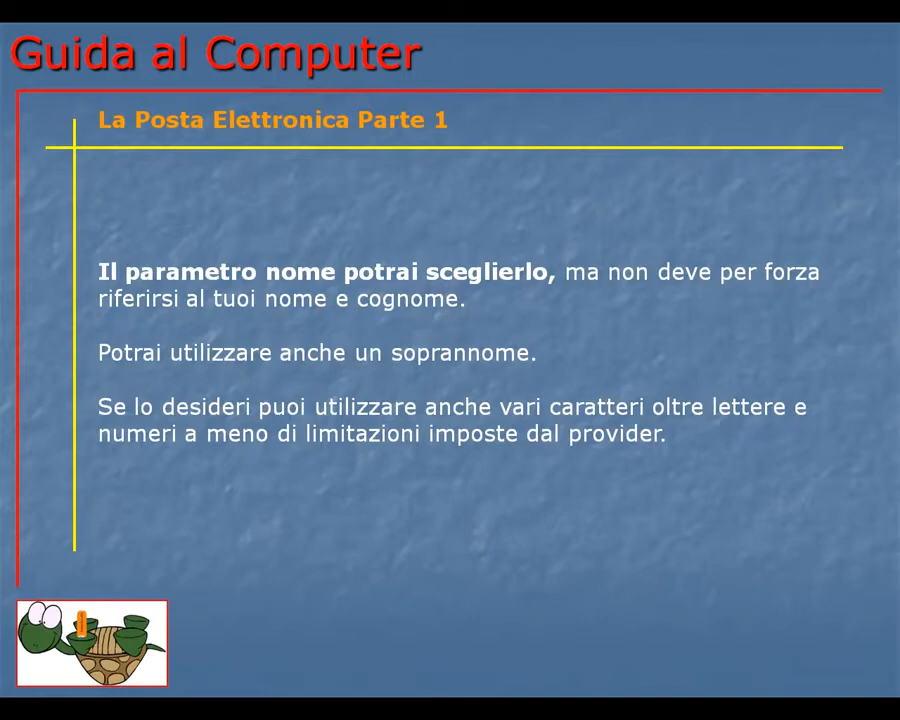 Guida al Computer
La Posta Elettronica Parte 1
Il parametro nome potrai sceglierlo, ma non deve per forza
riferirsi al tuoi nome e cognome.
Potrai utilizzare anche un soprannome.
Se lo desideri puoi utilizzare anche vari caratteri oltre lettere e
numeri a meno di limitazioni imposte dal provider.